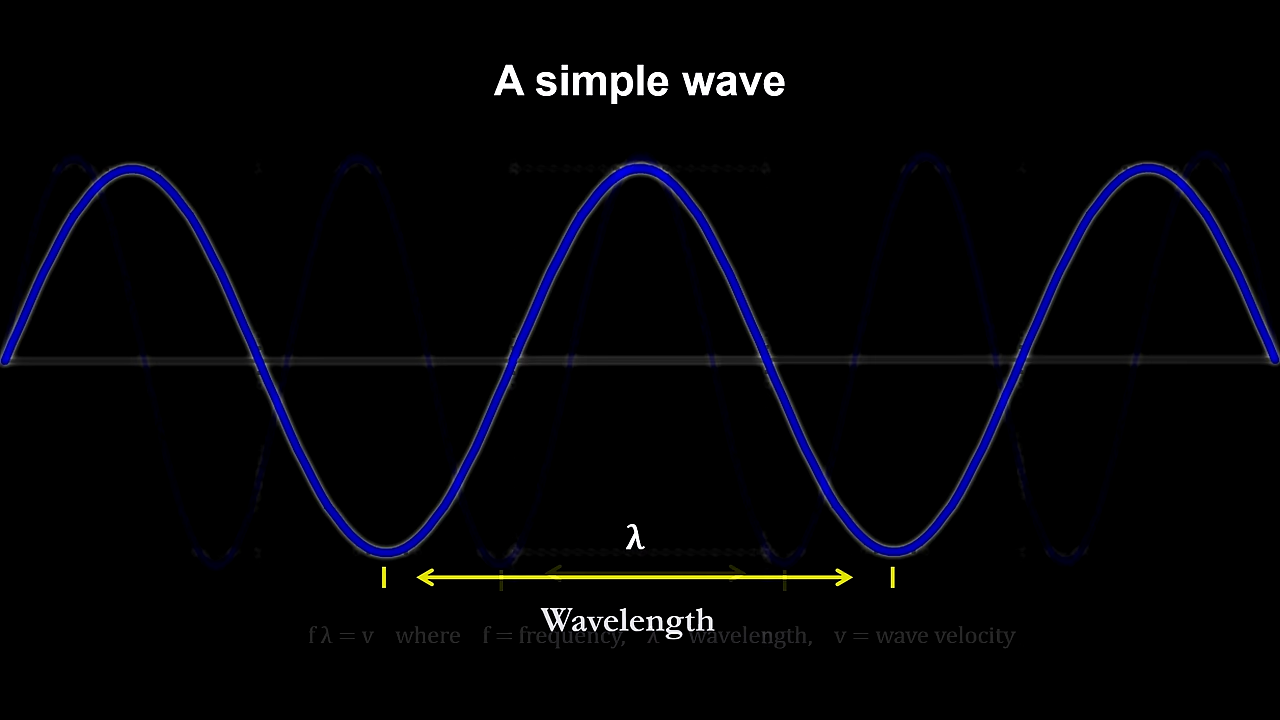 A simple wave
λ
Wavelength
f λ = v where f = frequency, λ wavelength, v = wave velocity